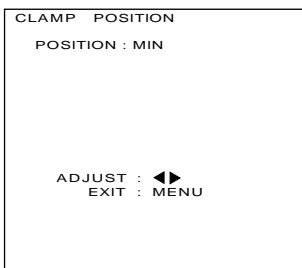 CLAMP POSITION
POSITION : MIN
ADJUST : ◀▶
EXIT : MENU